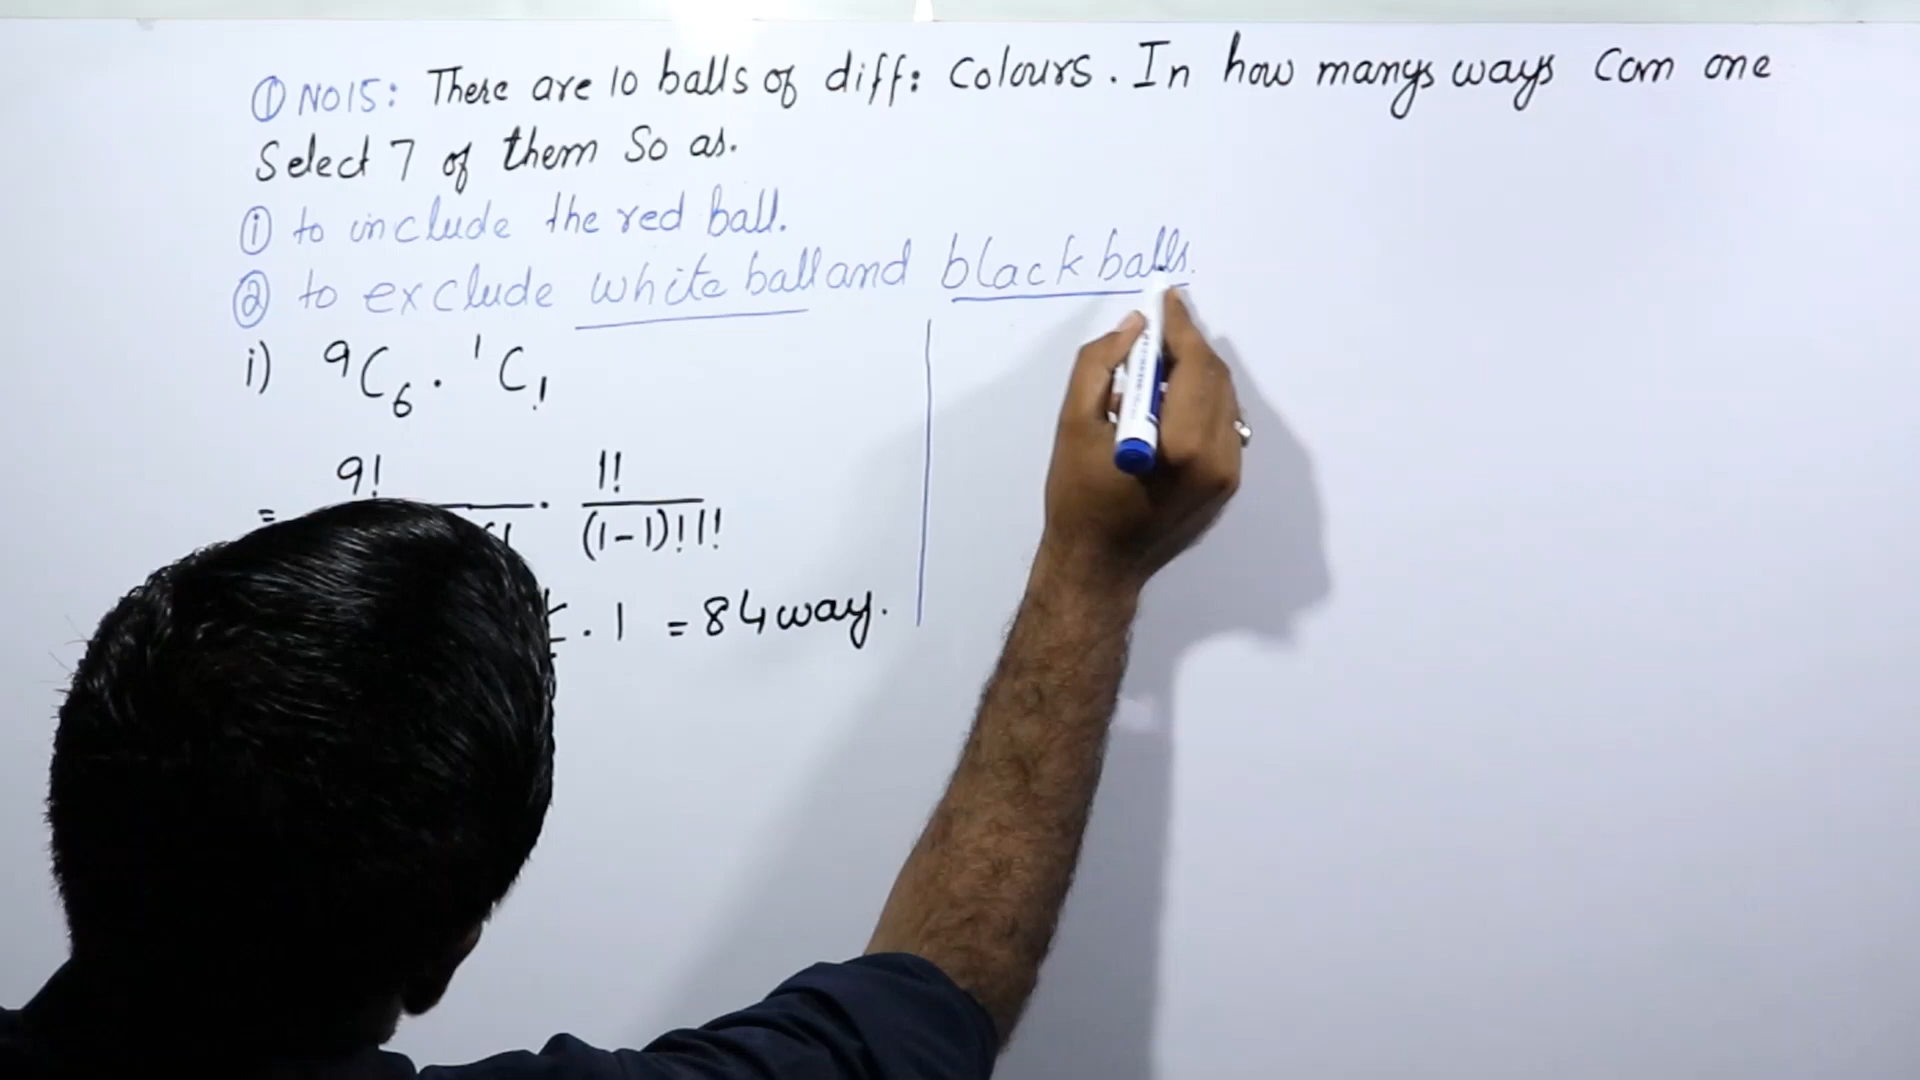 ① NO15: There are 10 balls of diff: Colours. In how manys ways Can one
Select 7 of them So as.
① to include the red ball.
② to exclude white ball and black balls.
i) ⁹C₆ . ¹C₁
= 9! . 1!
(1-1)!1!
. 1 = 84 way.